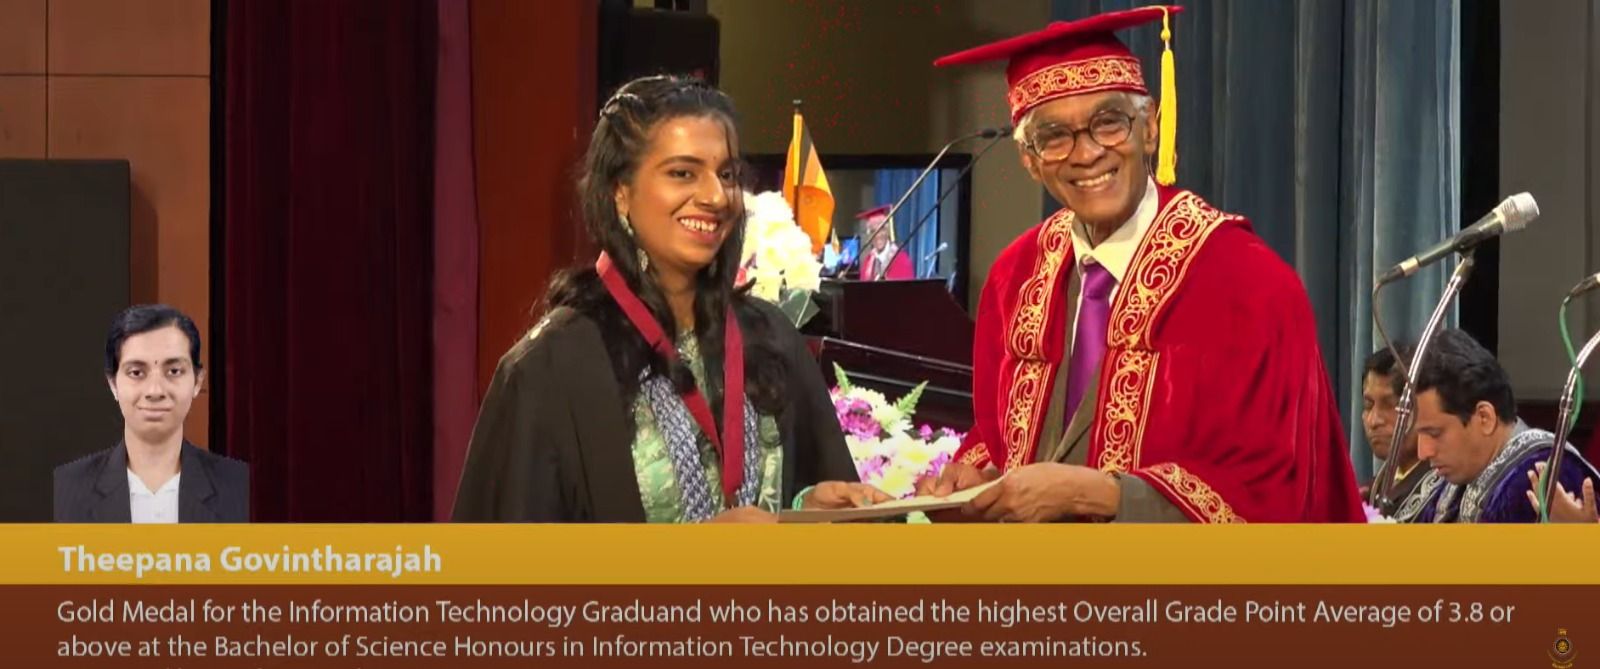 Theepana Govintharajah
Gold Medal for the Information Technology Graduand who has obtained the highest Overall Grade Point Average of 3.8 or
above at the Bachelor of Science Honours in Information Technology Degree examinations.